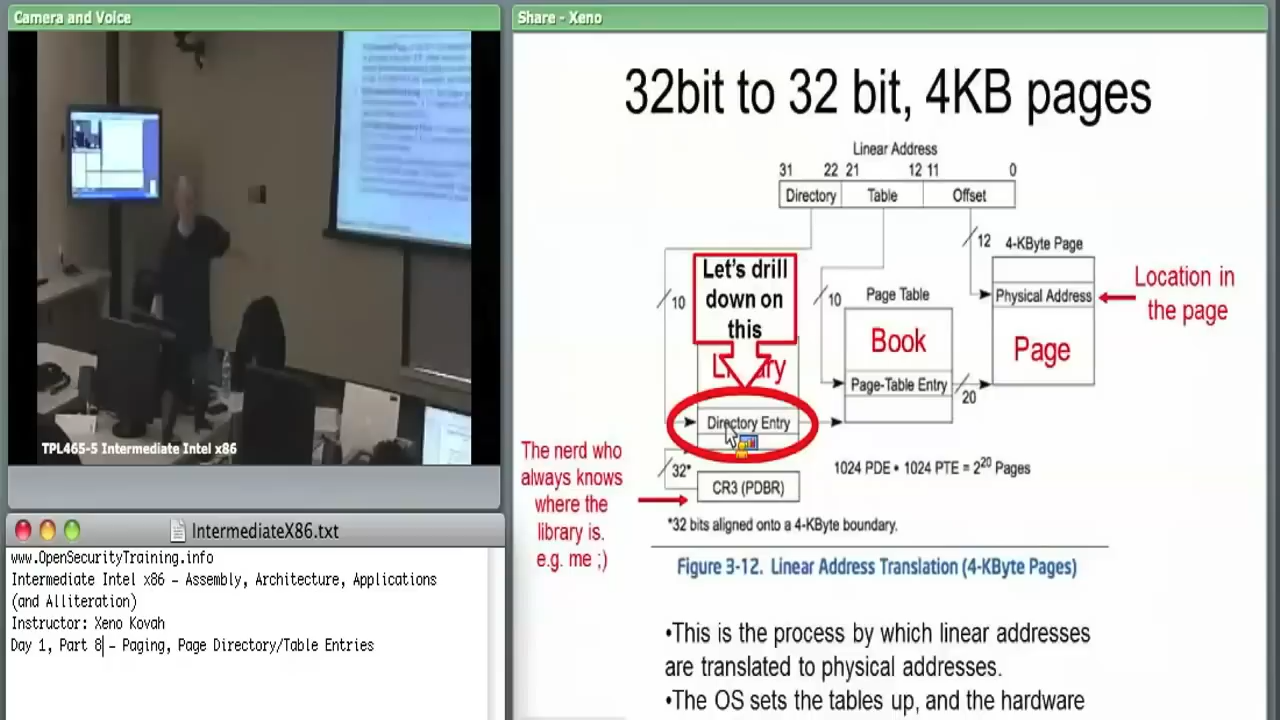 Camera and Voice
TPL465-5 Intermediate Intel x86
IntermediateX86.txt
www.OpenSecurityTraining.info
Intermediate Intel x86 – Assembly, Architecture, Applications
(and Alliteration)
Instructor: Xeno Kovah
Day 1, Part 8 – Paging, Page Directory/Table Entries
Share - Xeno
32bit to 32 bit, 4KB pages
Linear Address
31 22 21 12 11 0
Directory Table Offset
12 4-KByte Page
Let's drill
down on
this
10
10
Page Table
Physical Address
Location in
the page
Book
Page
Page-Table Entry
20
Directory Entry
The nerd who
always knows
where the
library is.
e.g. me ;)
32*
CR3 (PDBR)
1024 PDE • 1024 PTE = 2²⁰ Pages
*32 bits aligned onto a 4-KByte boundary.
Figure 3-12. Linear Address Translation (4-KByte Pages)
•This is the process by which linear addresses
are translated to physical addresses.
•The OS sets the tables up, and the hardware